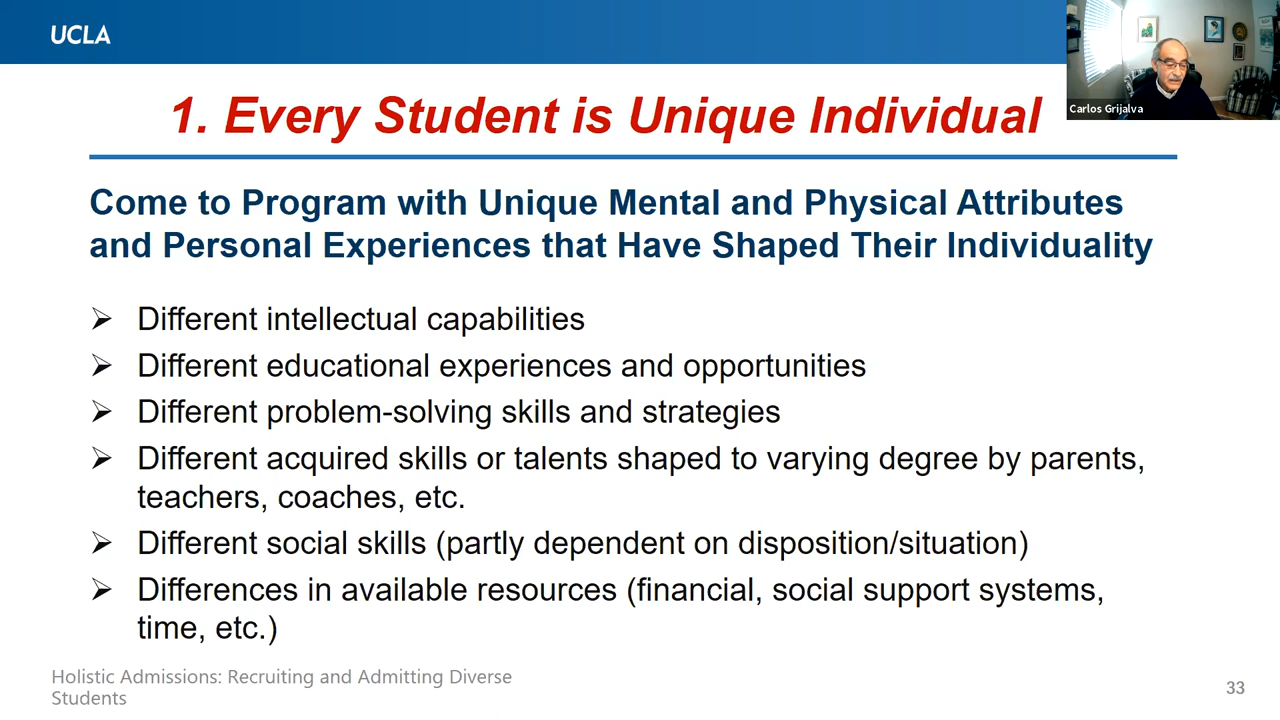 UCLA
Carlos Grijalva
1. Every Student is Unique Individual
Come to Program with Unique Mental and Physical Attributes
and Personal Experiences that Have Shaped Their Individuality
➢ Different intellectual capabilities
➢ Different educational experiences and opportunities
➢ Different problem-solving skills and strategies
➢ Different acquired skills or talents shaped to varying degree by parents,
teachers, coaches, etc.
➢ Different social skills (partly dependent on disposition/situation)
➢ Differences in available resources (financial, social support systems,
time, etc.)
Holistic Admissions: Recruiting and Admitting Diverse
Students
33